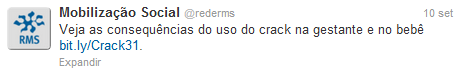 Mobilização Social @rederms 10 set
Veja as consequências do uso do crack na gestante e no bebê
bit.ly/Crack31.
Expandir
RMS